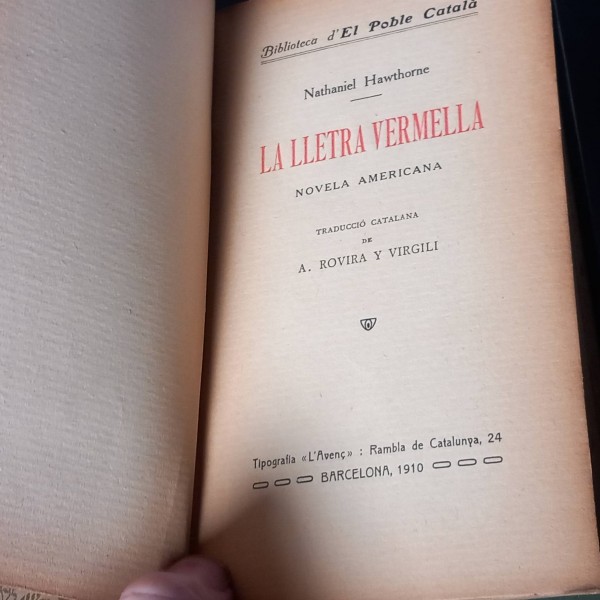 Biblioteca d'El Poble Català
Nathaniel Hawthorne
LA LLETRA VERMELLA
NOVELA AMERICANA
TRADUCCIÓ CATALANA
DE
A. ROVIRA Y VIRGILI
Tipografia «L'Avenç» : Rambla de Catalunya, 24
BARCELONA, 1910